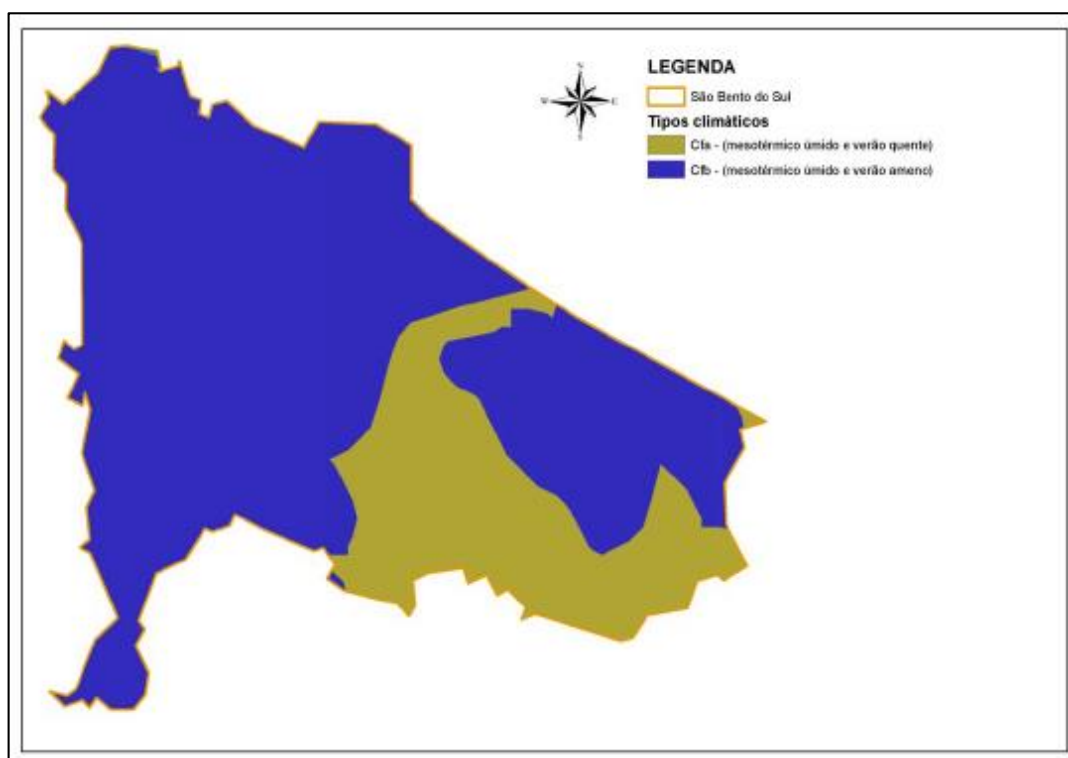 LEGENDA
São Bento do Sul
Tipos climáticos
Cfa - (mesotérmico úmido e verão quente)
Cfb - (mesotérmico úmido e verão ameno)
N
W
E
S